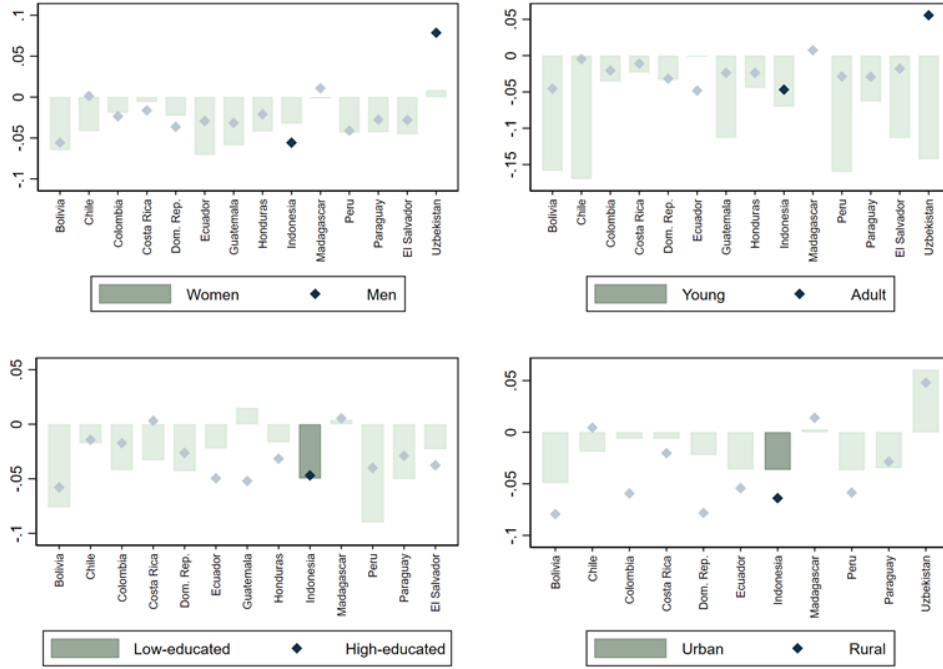 .1
.05
0
-.05
-.1
Bolivia
Chile
Colombia
Costa Rica
Dom. Rep.
Ecuador
Guatemala
Honduras
Indonesia
Madagascar
Peru
Paraguay
El Salvador
Uzbekistan
Women Men
.05
0
-.05
-.1
-.15
Bolivia
Chile
Colombia
Costa Rica
Dom. Rep.
Ecuador
Guatemala
Honduras
Indonesia
Madagascar
Peru
Paraguay
El Salvador
Uzbekistan
Young Adult
.05
0
-.05
-.1
Bolivia
Chile
Colombia
Costa Rica
Dom. Rep.
Ecuador
Guatemala
Honduras
Indonesia
Madagascar
Peru
Paraguay
El Salvador
Low-educated High-educated
.05
0
-.05
-.1
Bolivia
Chile
Colombia
Costa Rica
Dom. Rep.
Ecuador
Indonesia
Madagascar
Peru
Paraguay
Uzbekistan
Urban Rural